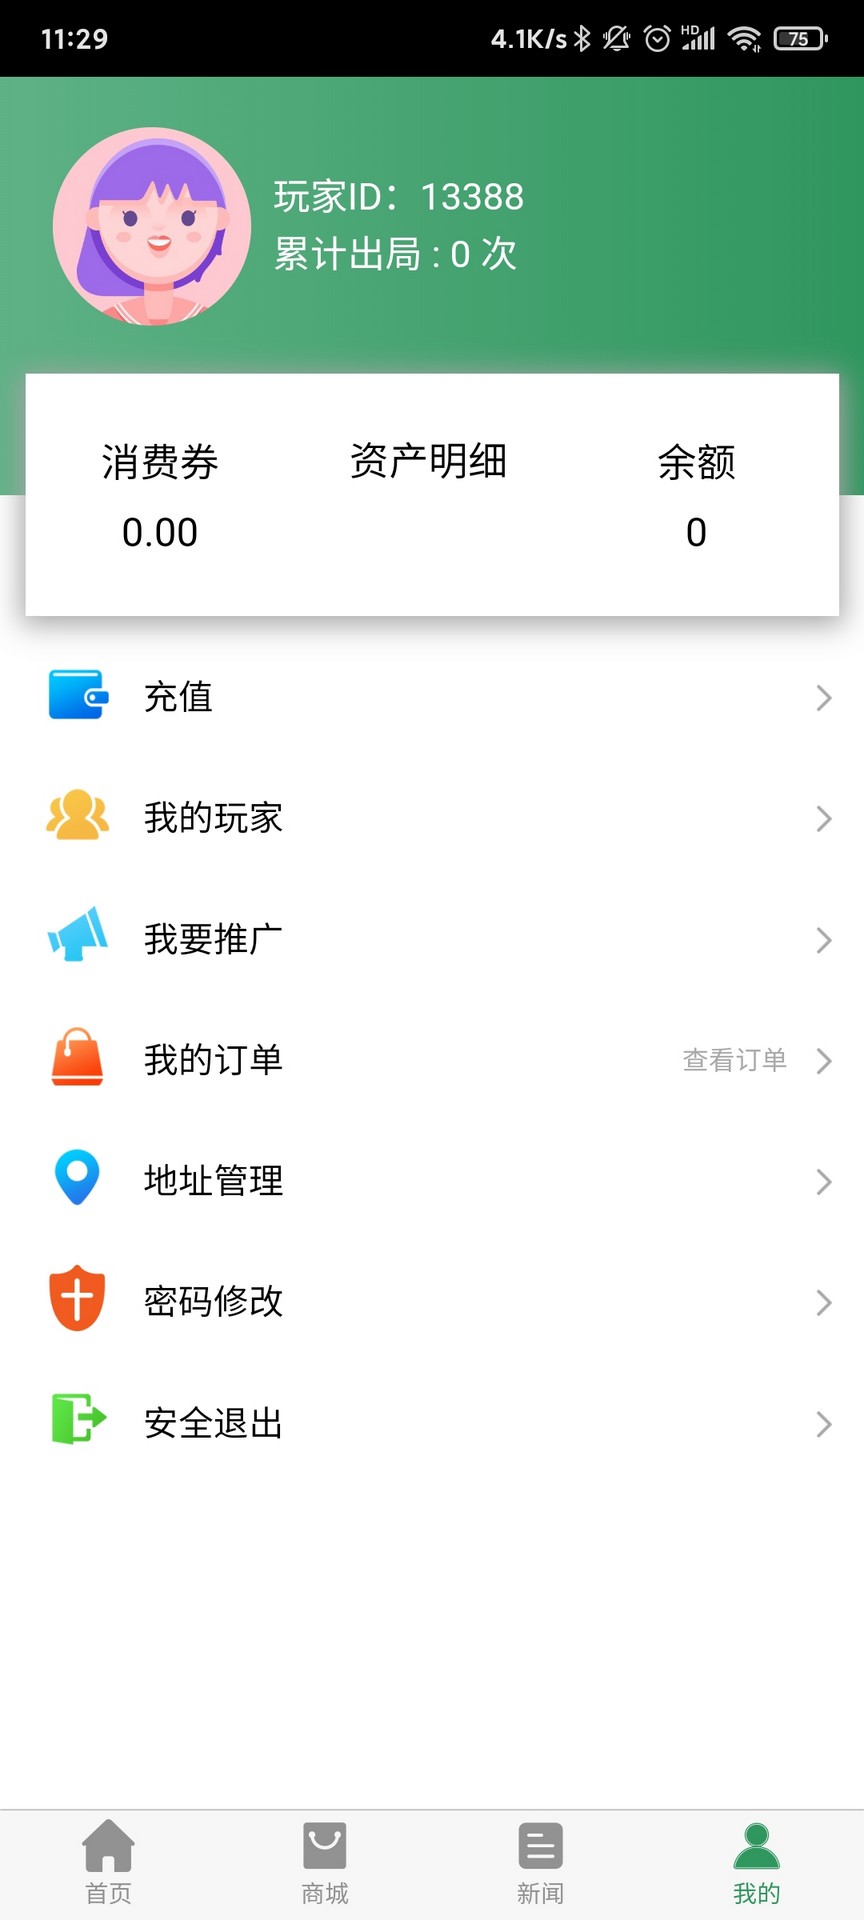 11:29
4.1K/s HD 75
玩家ID：13388
累计出局 : 0 次
消费券 资产明细 余额
0.00 0
充值
我的玩家
我要推广
我的订单 查看订单
地址管理
密码修改
安全退出
首页 商城 新闻 我的